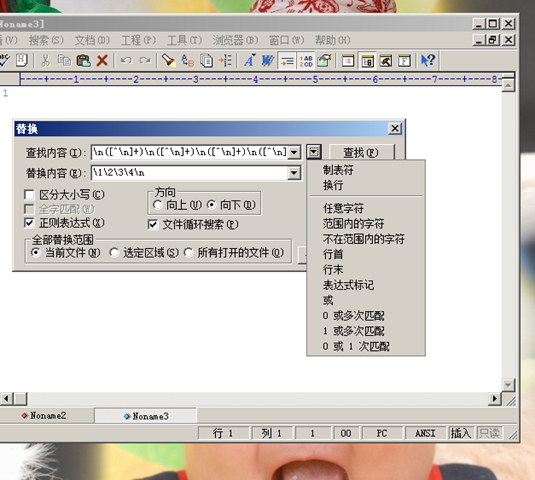 Noname3]
(V) 搜索(S) 文档(D) 工程(P) 工具(T) 浏览器(B) 窗口(W) 帮助(H)
----+----1----+----2----+----3----+----4----+----5----+----6----+----7----+----8-
1
替换
查找内容(I): \n([^\n]+)\n([^\n]+)\n([^\n]+)\n([^\n] 查找(F)
替换内容(E): \1\2\3\4\n
制表符
换行
任意字符
范围内的字符
不在范围内的字符
行首
行末
表达式标记
或
0 或多次匹配
1 或多次匹配
0 或 1 次匹配
区分大小写(C)
全字匹配(W)
正则表达式(X)
方向
向上(U) 向下(D)
文件循环搜索(P)
全部替换范围
当前文件(N) 选定区域(S) 所有打开的文件(O)
Noname2 Noname3
行 1 列 1 1 00 PC ANSI 插入 只读